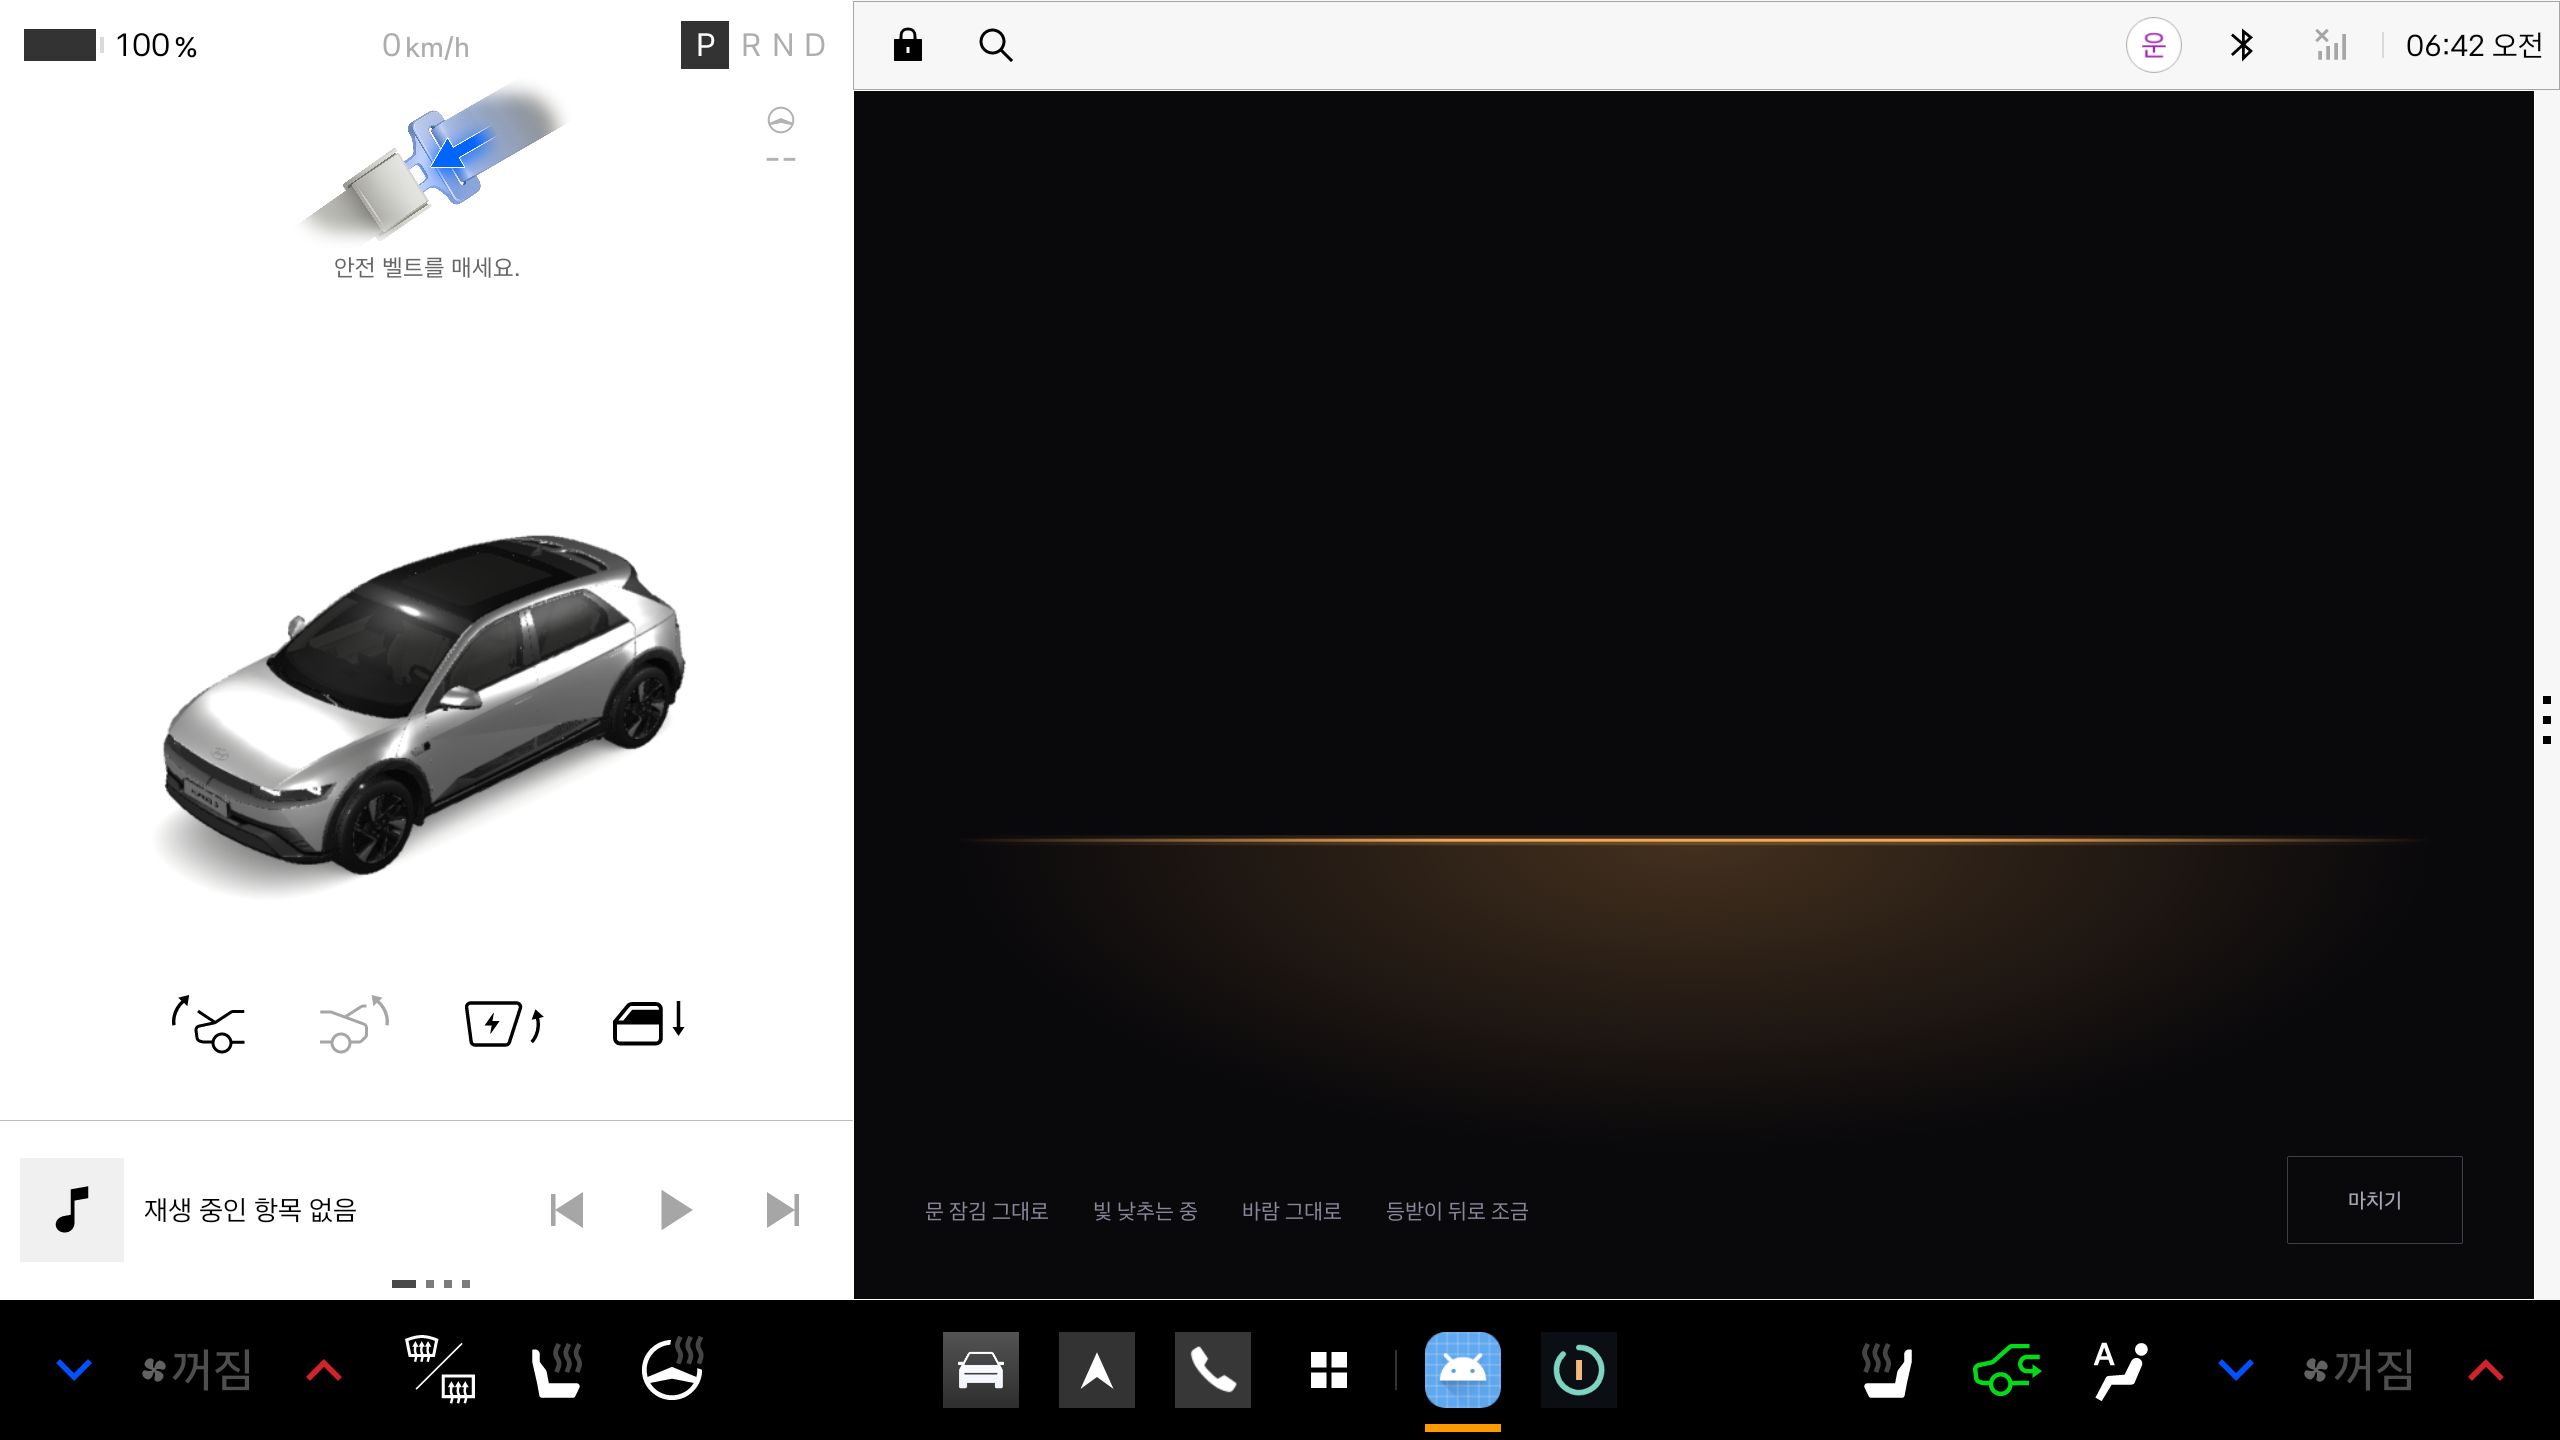 100%
0 km/h
P R N D
운
06:42 오전
--
안전 벨트를 매세요.
문 잠김 그대로
빛 낮추는 중
바람 그대로
등받이 뒤로 조금
마치기
재생 중인 항목 없음
꺼짐
A
꺼짐